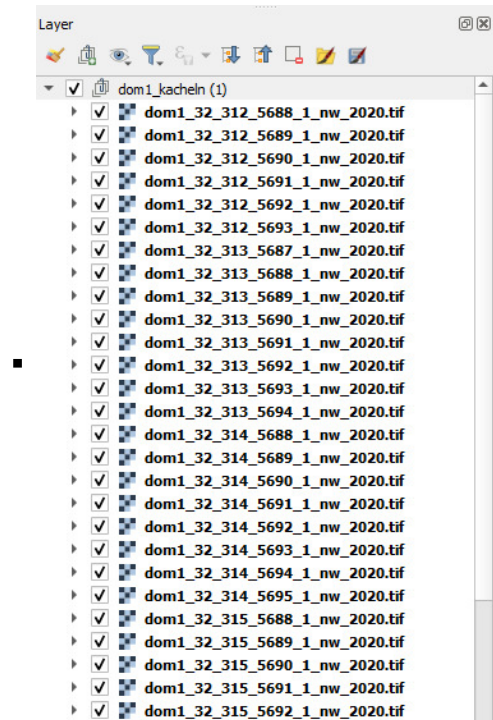 Layer
dom1_kacheln (1)
dom1_32_312_5688_1_nw_2020.tif
dom1_32_312_5689_1_nw_2020.tif
dom1_32_312_5690_1_nw_2020.tif
dom1_32_312_5691_1_nw_2020.tif
dom1_32_312_5692_1_nw_2020.tif
dom1_32_312_5693_1_nw_2020.tif
dom1_32_313_5687_1_nw_2020.tif
dom1_32_313_5688_1_nw_2020.tif
dom1_32_313_5689_1_nw_2020.tif
dom1_32_313_5690_1_nw_2020.tif
dom1_32_313_5691_1_nw_2020.tif
dom1_32_313_5692_1_nw_2020.tif
dom1_32_313_5693_1_nw_2020.tif
dom1_32_313_5694_1_nw_2020.tif
dom1_32_314_5688_1_nw_2020.tif
dom1_32_314_5689_1_nw_2020.tif
dom1_32_314_5690_1_nw_2020.tif
dom1_32_314_5691_1_nw_2020.tif
dom1_32_314_5692_1_nw_2020.tif
dom1_32_314_5693_1_nw_2020.tif
dom1_32_314_5694_1_nw_2020.tif
dom1_32_314_5695_1_nw_2020.tif
dom1_32_315_5688_1_nw_2020.tif
dom1_32_315_5689_1_nw_2020.tif
dom1_32_315_5690_1_nw_2020.tif
dom1_32_315_5691_1_nw_2020.tif
dom1_32_315_5692_1_nw_2020.tif